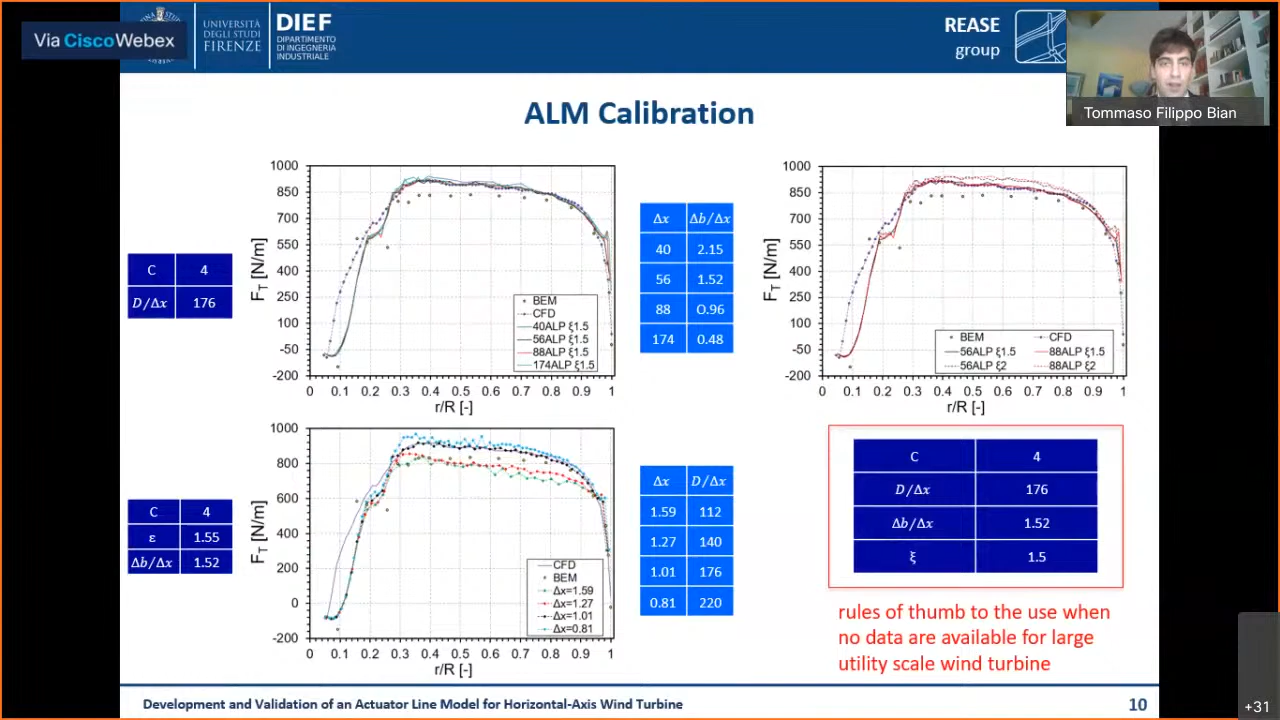 Via Cisco Webex
UNIVERSITÀ
DEGLI STUDI
FIRENZE
DIEF
DIPARTIMENTO
DI INGEGNERIA
INDUSTRIALE
REASE
group
Tommaso Filippo Bian
ALM Calibration
C 4
D/Δx 176
1000
850
700
550
400
250
100
-50
-200
F_T [N/m]
BEM
CFD
40ALP ξ1.5
56ALP ξ1.5
88ALP ξ1.5
174ALP ξ1.5
0 0.1 0.2 0.3 0.4 0.5 0.6 0.7 0.8 0.9 1
r/R [-]
Δx Δb/Δx
40 2.15
56 1.52
88 0.96
174 0.48
1000
850
700
550
400
250
100
-50
-200
F_T [N/m]
BEM CFD
56ALP ξ1.5 88ALP ξ1.5
56ALP ξ2 88ALP ξ2
0 0.1 0.2 0.3 0.4 0.5 0.6 0.7 0.8 0.9 1
r/R [-]
C 4
ε 1.55
Δb/Δx 1.52
1000
800
600
400
200
0
-200
F_T [N/m]
CFD
BEM
Δx=1.59
Δx=1.27
Δx=1.01
Δx=0.81
0 0.1 0.2 0.3 0.4 0.5 0.6 0.7 0.8 0.9 1
r/R [-]
Δx D/Δx
1.59 112
1.27 140
1.01 176
0.81 220
C 4
D/Δx 176
Δb/Δx 1.52
ξ 1.5
rules of thumb to the use when
no data are available for large
utility scale wind turbine
Development and Validation of an Actuator Line Model for Horizontal-Axis Wind Turbine
10
+31